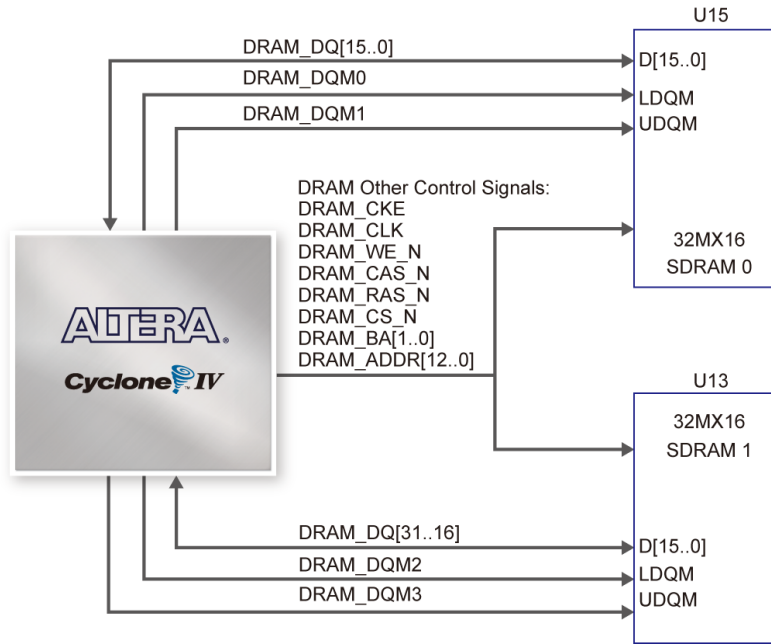 U15
DRAM_DQ[15..0]
D[15..0]
DRAM_DQM0
LDQM
DRAM_DQM1
UDQM
DRAM Other Control Signals:
DRAM_CKE
DRAM_CLK
DRAM_WE_N
DRAM_CAS_N
DRAM_RAS_N
DRAM_CS_N
DRAM_BA[1..0]
DRAM_ADDR[12..0]
32MX16
SDRAM 0
ALTERA®
Cyclone™ IV
U13
32MX16
SDRAM 1
DRAM_DQ[31..16]
D[15..0]
DRAM_DQM2
LDQM
DRAM_DQM3
UDQM